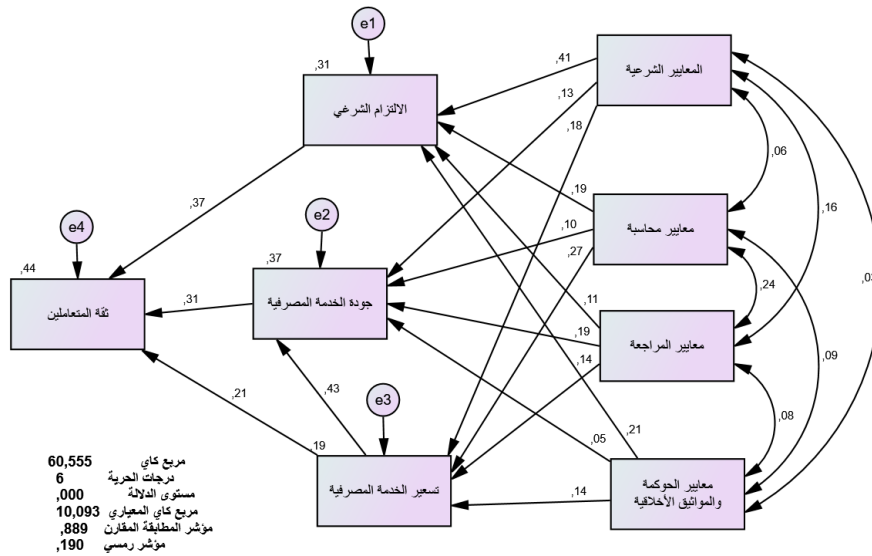 e1
,31
الالتزام الشرعي
,41
المعايير الشرعية
,13
,18
,06
,37
,19
معايير محاسبة
,16
e4
e2
,10
,27
,44
,37
ثقة المتعاملين
,31
جودة الخدمة المصرفية
,11
,24
,19
معايير المراجعة
,14
,09
,43
,21
e3
,08
,19
,05
,21
تسعير الخدمة المصرفية
,14
معايير الحوكمة
والمواثيق الأخلاقية
مربع كاي 60,555
درجات الحرية 6
مستوى الدلالة ,000
مربع كاي المعياري 10,093
مؤشر المطابقة المقارن ,889
مؤشر رمسي ,190